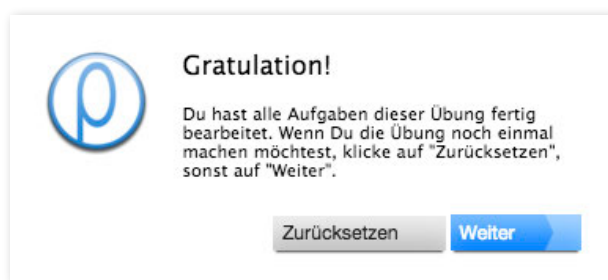 Gratulation!
Du hast alle Aufgaben dieser Übung fertig
bearbeitet. Wenn Du die Übung noch einmal
machen möchtest, klicke auf "Zurücksetzen",
sonst auf "Weiter".
Zurücksetzen Weiter